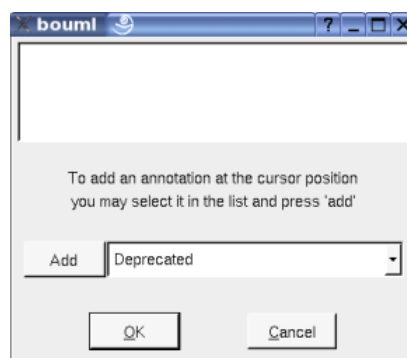 bouml
To add an annotation at the cursor position
you may select it in the list and press 'add'
Add Deprecated
OK Cancel